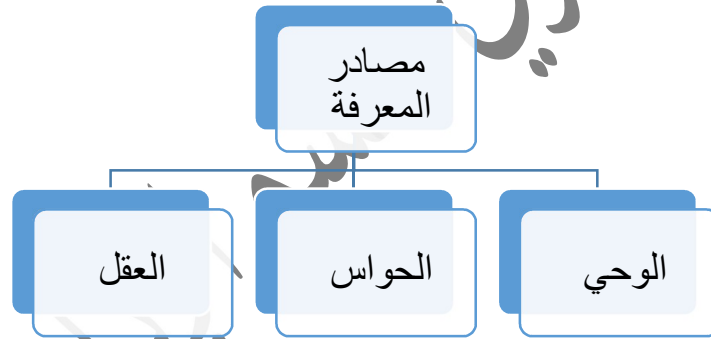 مصادر
المعرفة
الوحي
الحواس
العقل